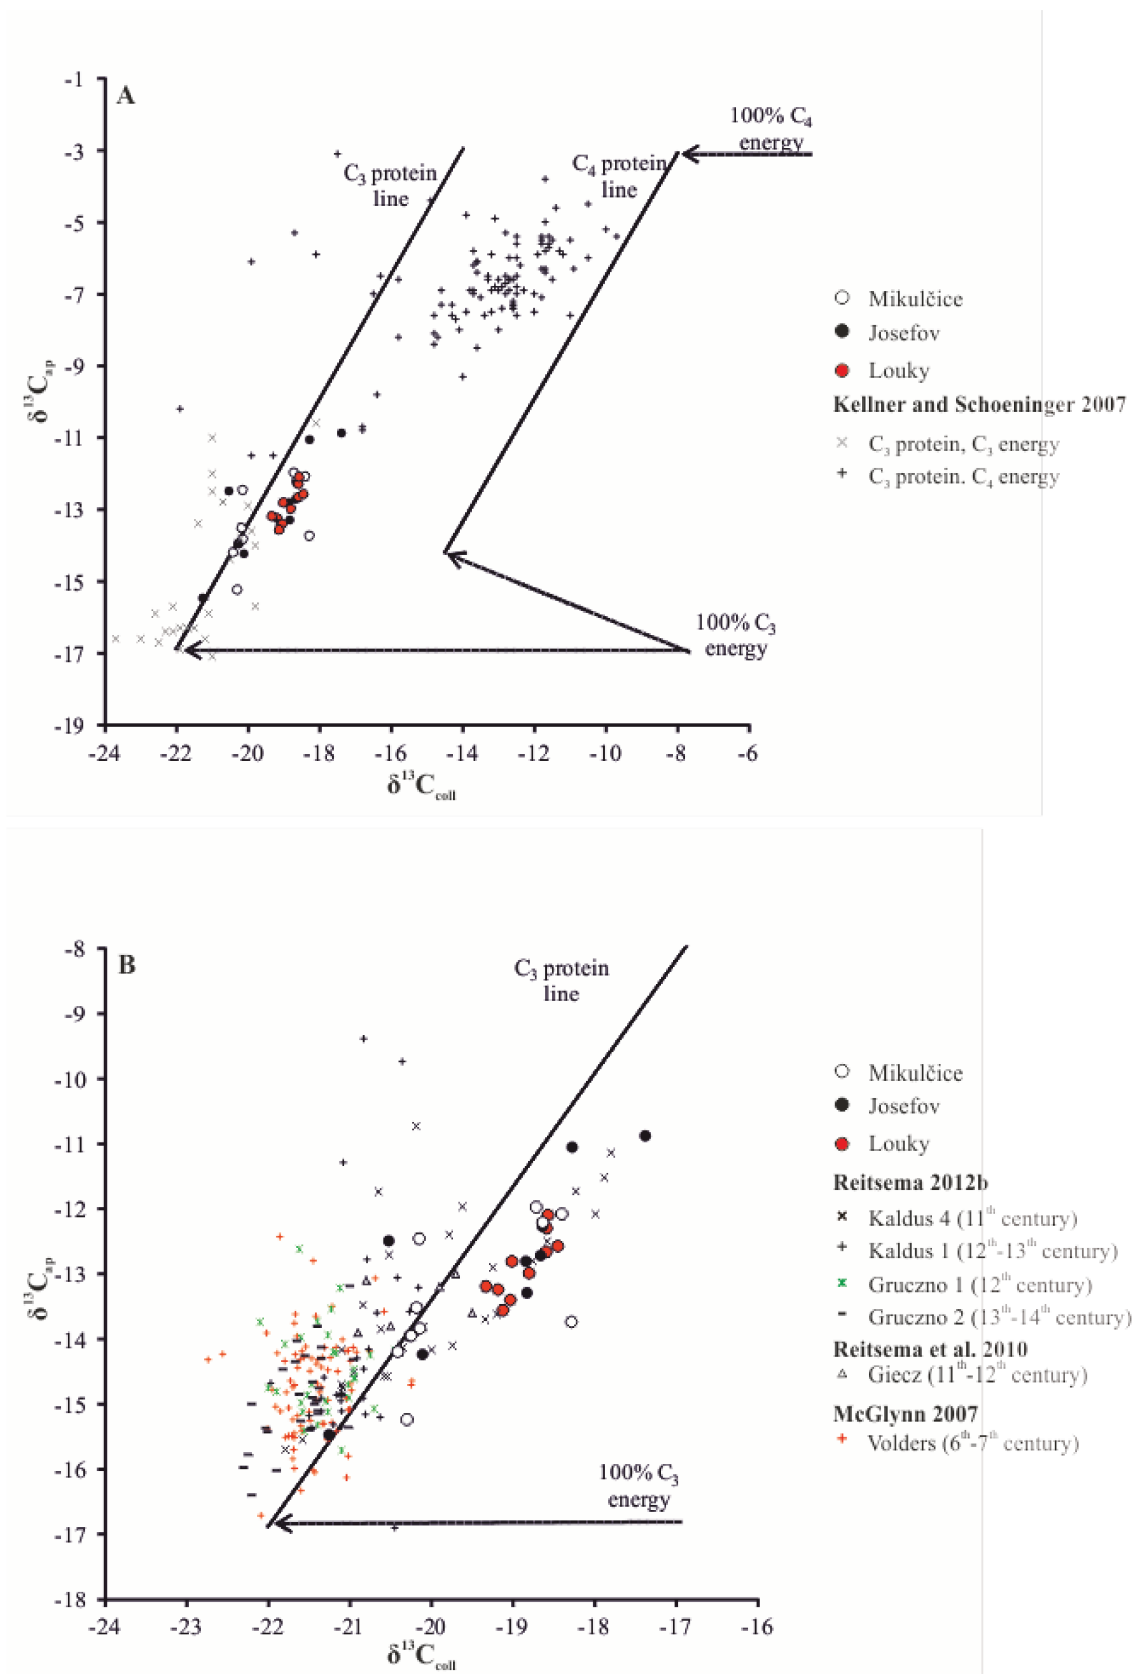 A
-1
-3
-5
-7
-9
-11
-13
-15
-17
-19
δ¹³C_ap
C₃ protein
line
C₄ protein
line
100% C₄
energy
100% C₃
energy
-24 -22 -20 -18 -16 -14 -12 -10 -8 -6
δ¹³C_coll
Mikulčice
Josefov
Louky
Kellner and Schoeninger 2007
C₃ protein, C₃ energy
C₃ protein. C₄ energy
B
-8
-9
-10
-11
-12
-13
-14
-15
-16
-17
-18
δ¹³C_ap
C₃ protein
line
100% C₃
energy
-24 -23 -22 -21 -20 -19 -18 -17 -16
δ¹³C_coll
Mikulčice
Josefov
Louky
Reitsema 2012b
Kaldus 4 (11ᵗʰ century)
Kaldus 1 (12ᵗʰ-13ᵗʰ century)
Gruczno 1 (12ᵗʰ century)
Gruczno 2 (13ᵗʰ-14ᵗʰ century)
Reitsema et al. 2010
Giecz (11ᵗʰ-12ᵗʰ century)
McGlynn 2007
Volders (6ᵗʰ-7ᵗʰ century)